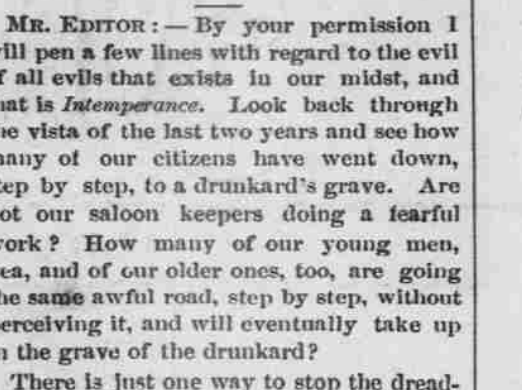 MR. EDITOR: — By your permission I
ill pen a few lines with regard to the evil
f all evils that exists in our midst, and
hat is Intemperance. Look back through
he vista of the last two years and see how
many of our citizens have went down,
tep by step, to a drunkard's grave. Are
ot our saloon keepers doing a fearful
ork? How many of our young men,
ea, and of our older ones, too, are going
he same awful road, step by step, without
erceiving it, and will eventually take up
n the grave of the drunkard?
There is just one way to stop the dread-